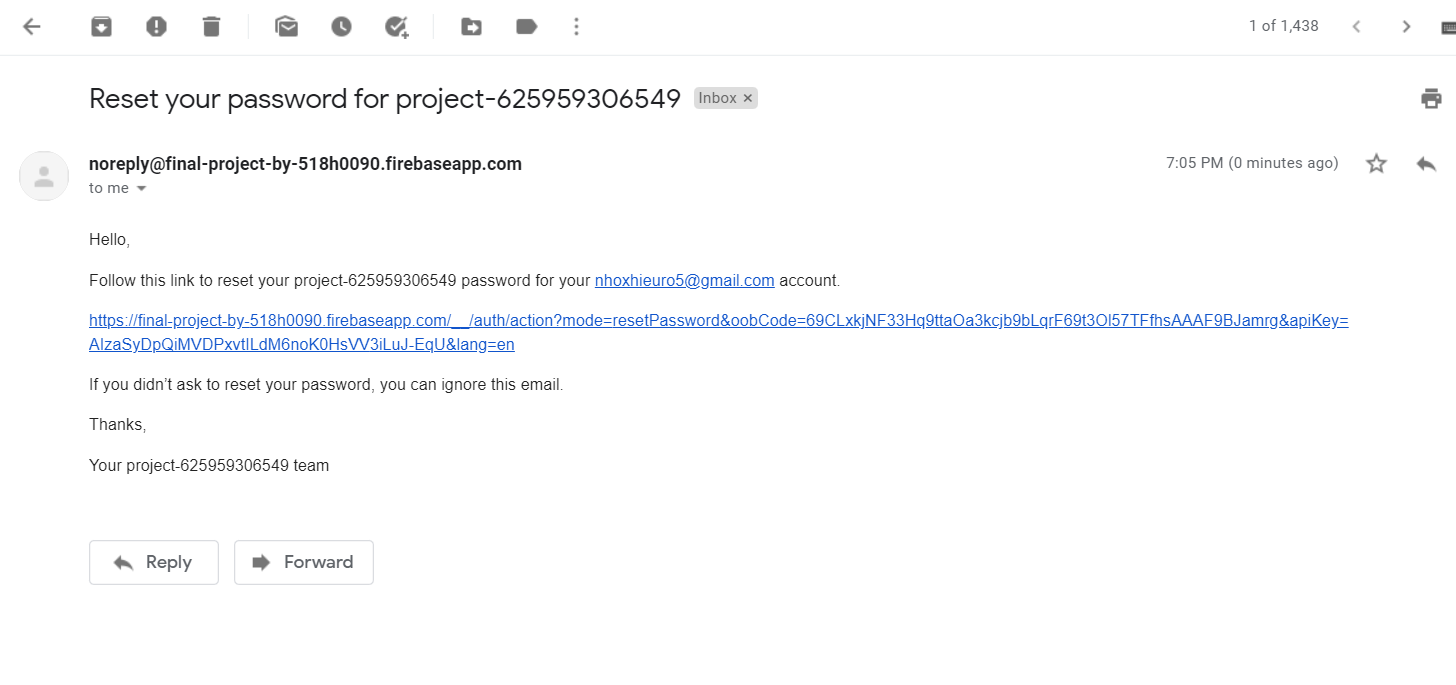 1 of 1,438
Reset your password for project-625959306549 Inbox ×
noreply@final-project-by-518h0090.firebaseapp.com 7:05 PM (0 minutes ago)
to me
Hello,
Follow this link to reset your project-625959306549 password for your nhoxhieuro5@gmail.com account.
https://final-project-by-518h0090.firebaseapp.com/__/auth/action?mode=resetPassword&oobCode=69CLxkjNF33Hq9ttaOa3kcjb9bLqrF69t3Ol57TFfhsAAAF9BJamrg&apiKey=
AIzaSyDpQiMVDPxvtlLdM6noK0HsVV3iLuJ-EqU&lang=en
If you didn’t ask to reset your password, you can ignore this email.
Thanks,
Your project-625959306549 team
Reply Forward